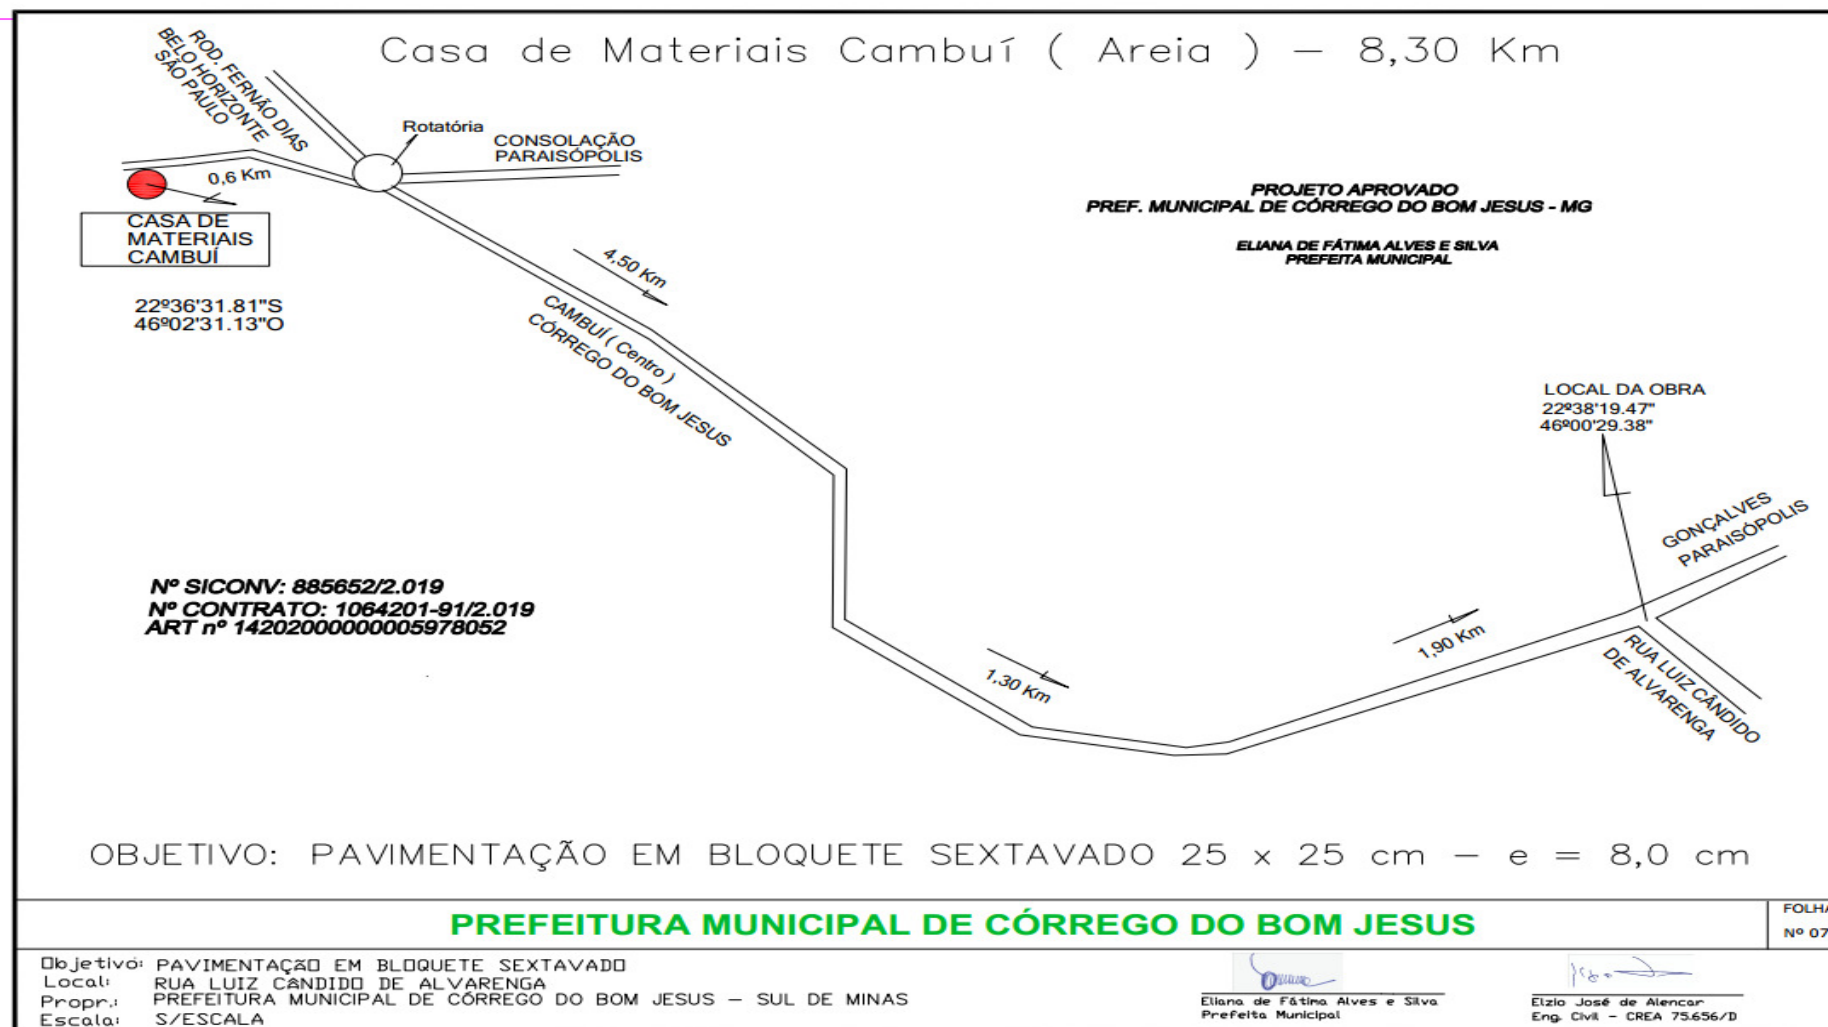 Casa de Materiais Cambuí ( Areia ) - 8,30 Km
ROD. FERNÃO DIAS
BELO HORIZONTE
SÃO PAULO
Rotatória
CONSOLAÇÃO
PARAISÓPOLIS
0,6 Km
CASA DE
MATERIAIS
CAMBUÍ
22º36'31.81"S
46º02'31.13"O
PROJETO APROVADO
PREF. MUNICIPAL DE CÓRREGO DO BOM JESUS - MG
ELIANA DE FÁTIMA ALVES E SILVA
PREFEITA MUNICIPAL
4,50 Km
CAMBUÍ ( Centro )
CÓRREGO DO BOM JESUS
LOCAL DA OBRA
22º38'19.47"
46º00'29.38"
GONÇALVES
PARAISÓPOLIS
Nº SICONV: 885652/2.019
Nº CONTRATO: 1064201-91/2.019
ART nº 14202000000005978052
1,30 Km
1,90 Km
RUA LUIZ CÂNDIDO
DE ALVARENGA
OBJETIVO: PAVIMENTAÇÃO EM BLOQUETE SEXTAVADO 25 x 25 cm - e = 8,0 cm
PREFEITURA MUNICIPAL DE CÓRREGO DO BOM JESUS
FOLHA
Nº 07
Objetivo: PAVIMENTAÇÃO EM BLOQUETE SEXTAVADO
Local: RUA LUIZ CÂNDIDO DE ALVARENGA
Propr.: PREFEITURA MUNICIPAL DE CÓRREGO DO BOM JESUS - SUL DE MINAS
Escala: S/ESCALA
Eliana de Fátima Alves e Silva
Prefeita Municipal
Elzio José de Alencar
Eng. Civil - CREA 75.656/D